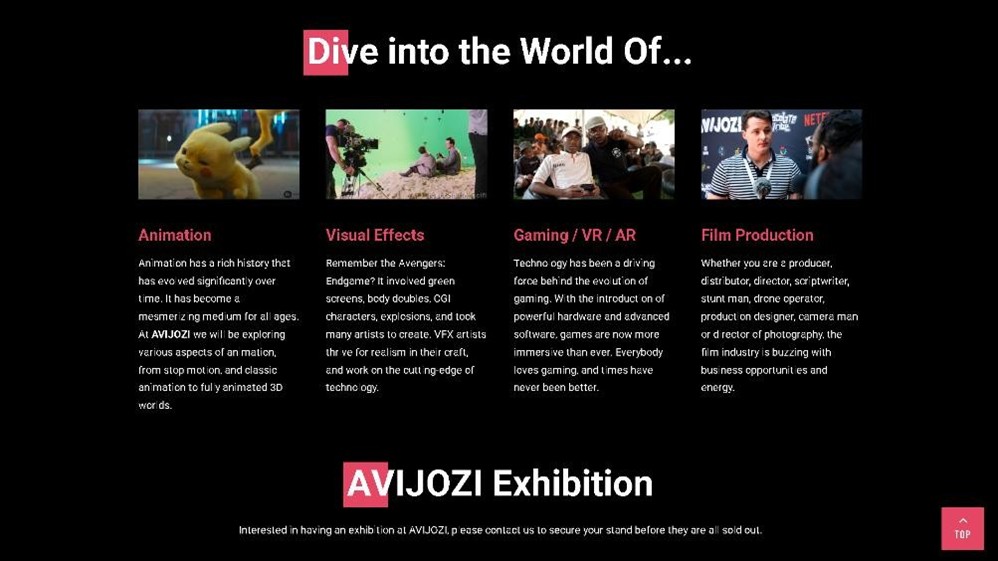 Dive into the World Of...
AVIJOZI
NETF
Animation
Animation has a rich history that
has evolved significantly over
time. It has become a
mesmerizing medium for all ages.
At AVIJOZI we will be exploring
various aspects of animation,
from stop motion, and classic
animation to fully animated 3D
worlds.
Visual Effects
Remember the Avengers:
Endgame? It involved green
screens, body doubles, CGI
characters, explosions, and took
many artists to create. VFX artists
thrive for realism in their craft,
and work on the cutting-edge of
technology.
Gaming / VR / AR
Technology has been a driving
force behind the evolution of
gaming. With the introduction of
powerful hardware and advanced
software, games are now more
immersive than ever. Everybody
loves gaming, and times have
never been better.
Film Production
Whether you are a producer,
distributor, director, scriptwriter,
stunt man, drone operator,
production designer, camera man
or director of photography, the
film industry is buzzing with
business opportunities and
energy.
AVIJOZI Exhibition
Interested in having an exhibition at AVIJOZI, please contact us to secure your stand before they are all sold out.
TOP